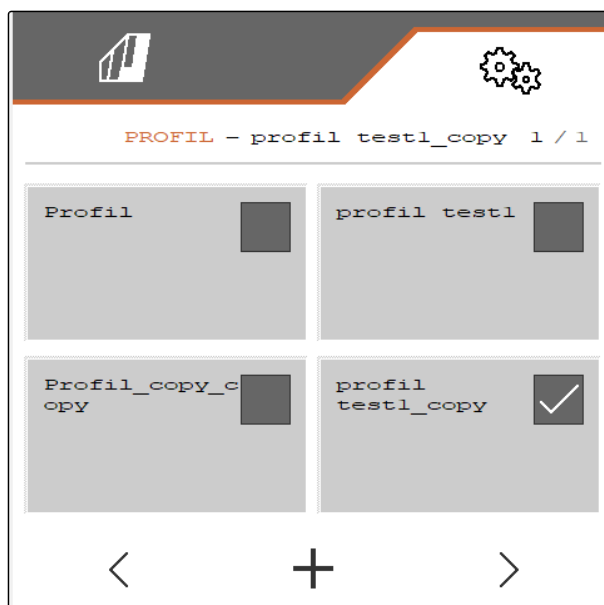 PROFIL – profil test1_copy 1 / 1
Profil
profil test1
Profil_copy_c
opy
profil
test1_copy